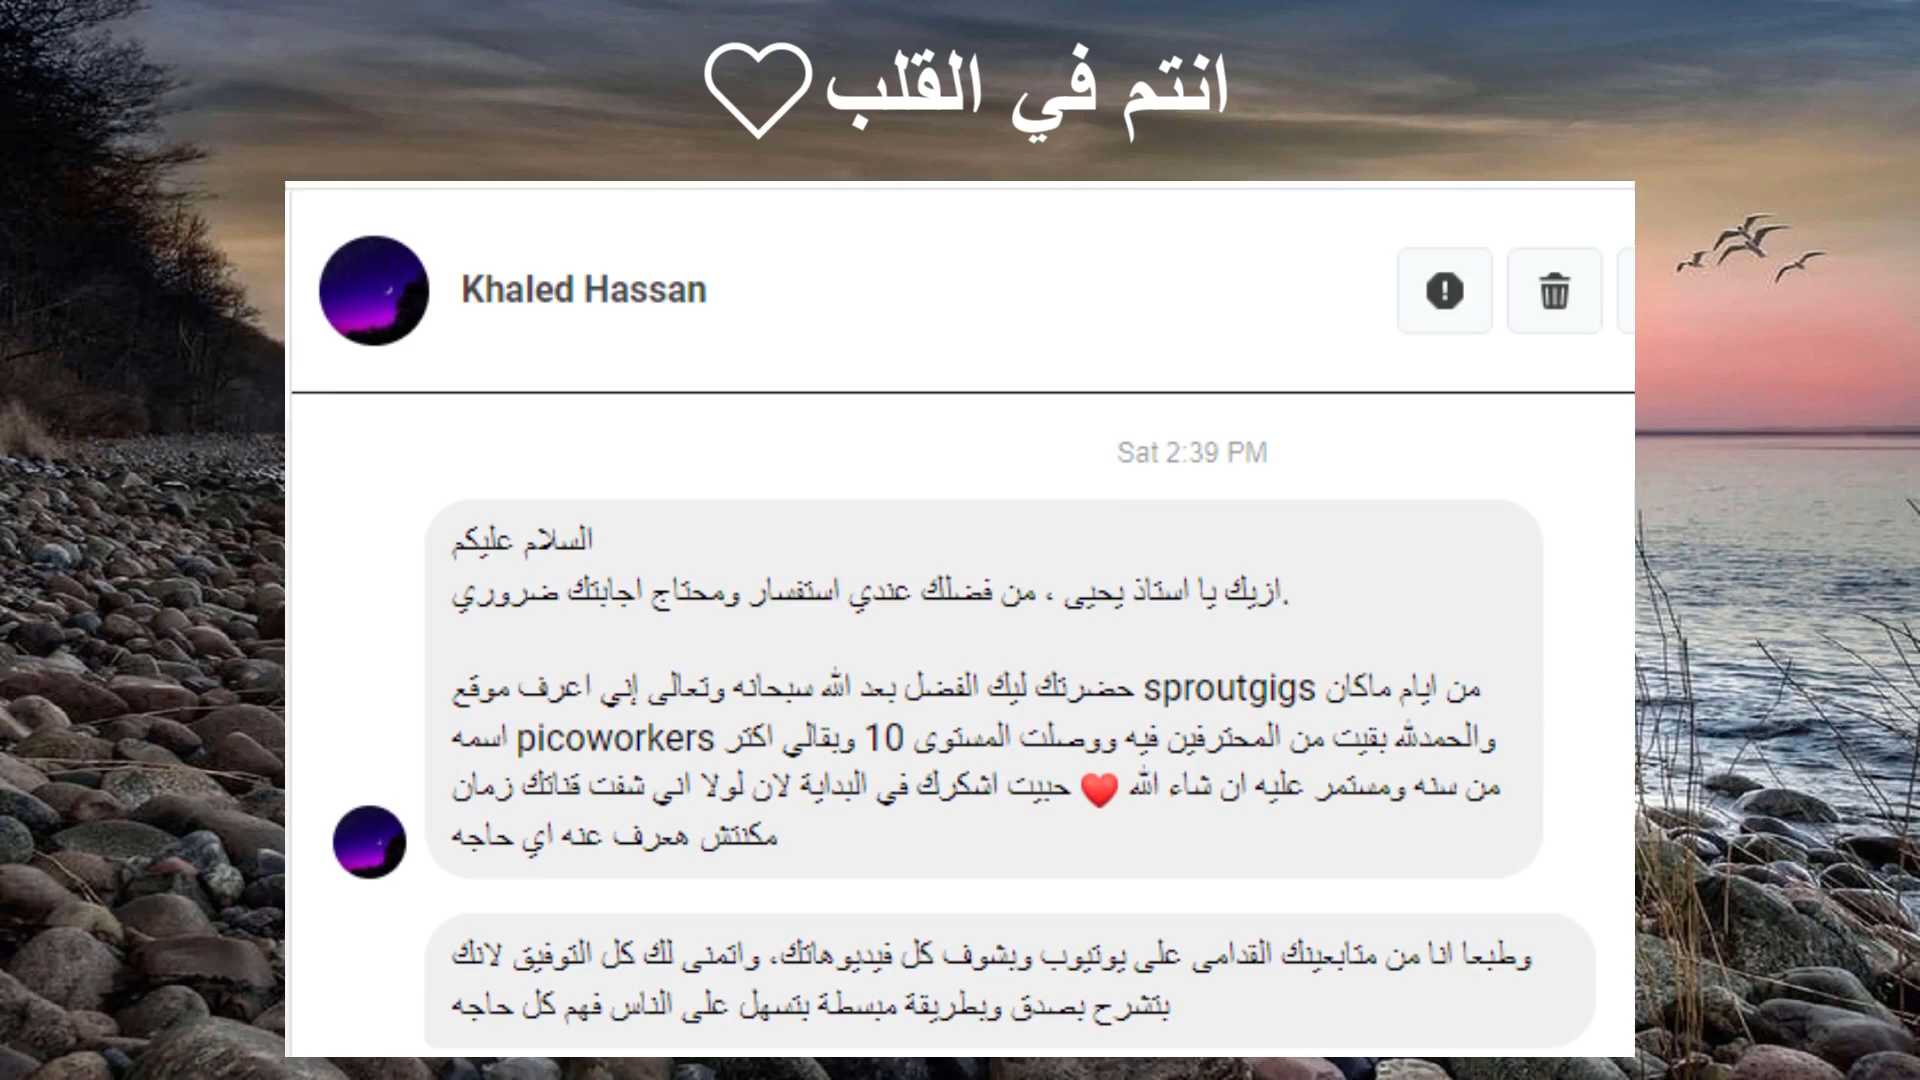 انتم في القلب♡
Khaled Hassan
Sat 2:39 PM
السلام عليكم
ازيك يا استاذ يحيى ، من فضلك عندي استفسار ومحتاج اجابتك ضروري.
من ايام ماكان sproutgigs حضرتك ليك الفضل بعد الله سبحانه وتعالى إني اعرف موقع
والحمدلله بقيت من المحترفين فيه ووصلت المستوى 10 وبقالي اكتر picoworkers اسمه
من سنه ومستمر عليه ان شاء الله ❤️ حبيت اشكرك في البداية لان لولا اني شفت قناتك زمان
مكنتش هعرف عنه اي حاجه
وطبعا انا من متابعينك القدامى على يوتيوب وبشوف كل فيديوهاتك، واتمنى لك كل التوفيق لانك
بتشرح بصدق وبطريقة مبسطة بتسهل على الناس فهم كل حاجه